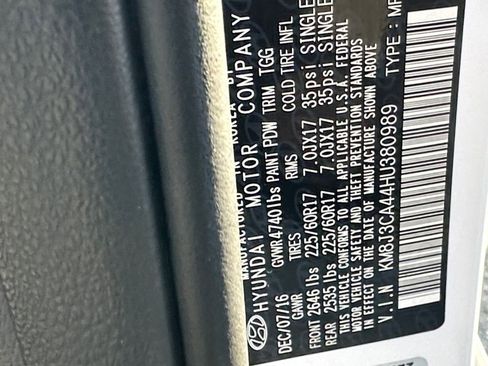 MANUFACTURED IN KOREA BY
HYUNDAI MOTOR COMPANY
DEC/07/16 GVWR 4740lbs PAINT PDW TRIM TGG
GAWR TIRES RIMS COLD TIRE INFL
FRONT 2646 lbs 225/60R17 7.0JX17 35psi SINGLE
REAR 2535 lbs 225/60R17 7.0JX17 35psi SINGLE
THIS VEHICLE CONFORMS TO ALL APPLICABLE U.S.A. FEDERAL
MOTOR VEHICLE SAFETY AND THEFT PREVENTION STANDARDS
IN EFFECT ON THE DATE OF MANUFACTURE SHOWN ABOVE.
V.I.N KM8J3CA44HU380989 TYPE: MP